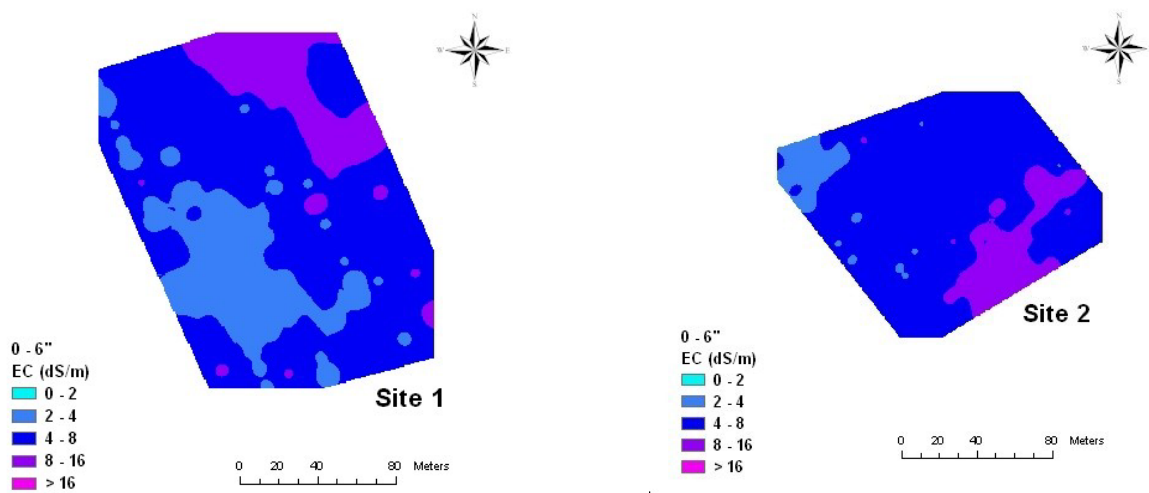 N
W E
S
Site 1
0 - 6"
EC (dS/m)
0 - 2
2 - 4
4 - 8
8 - 16
> 16
0 20 40 80 Meters
N
W E
S
Site 2
0 - 6"
EC (dS/m)
0 - 2
2 - 4
4 - 8
8 - 16
> 16
0 20 40 80 Meters